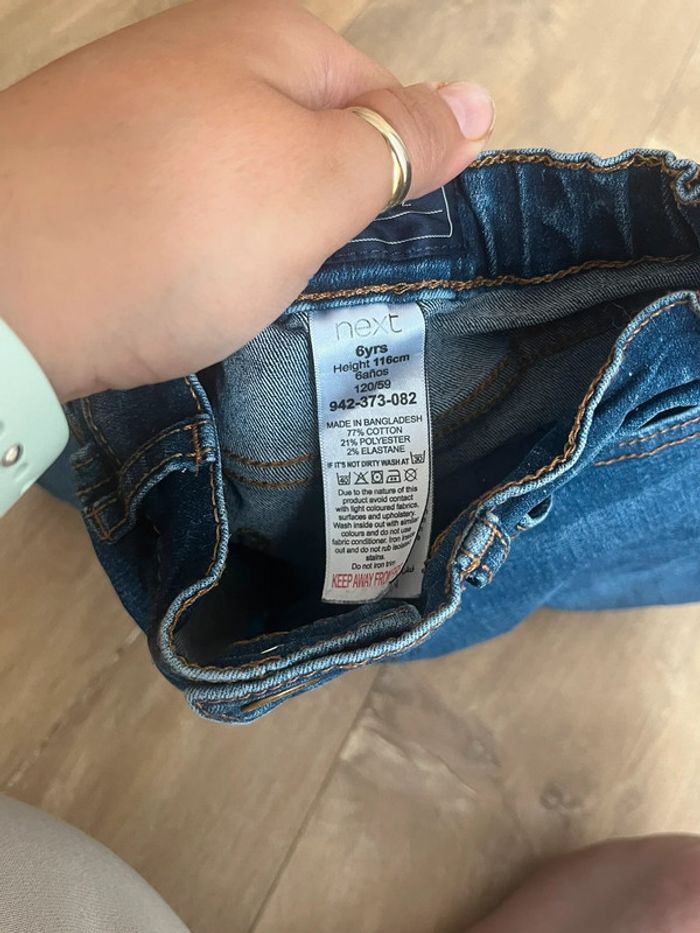 next
6yrs
Height 116cm
6años
120/59
942-373-082
MADE IN BANGLADESH
77% COTTON
21% POLYESTER
2% ELASTANE
IF IT'S NOT DIRTY WASH AT 30
40
Due to the nature of this
product avoid contact
with light coloured fabrics,
surfaces and upholstery.
Wash inside out with similar
colours and do not use
fabric conditioner. Iron inside
out and do not rub isolated
stains.
Do not iron trim
KEEP AWAY FROM